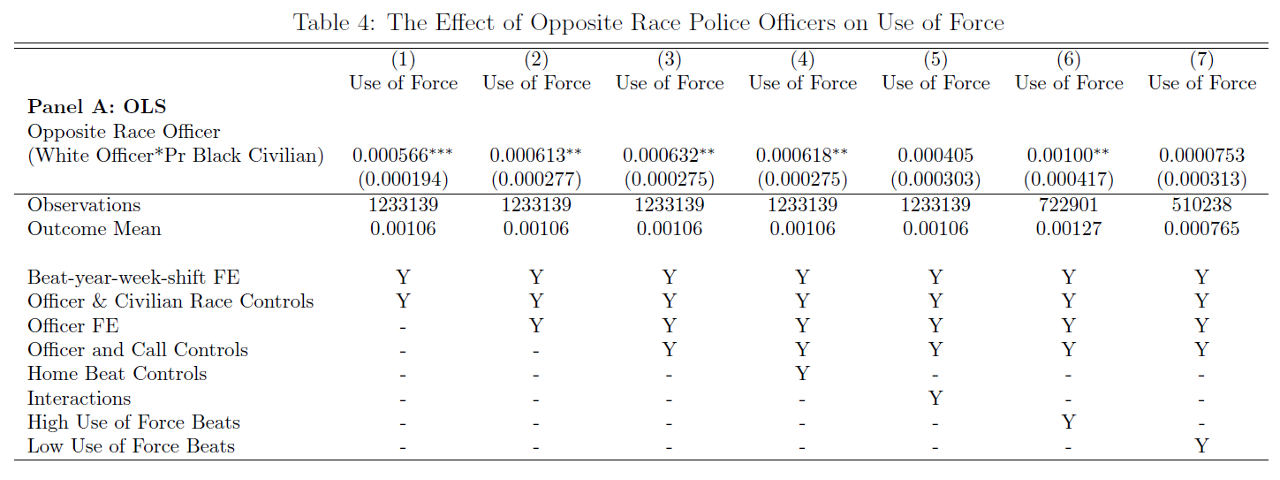 Table 4: The Effect of Opposite Race Police Officers on Use of Force
(1) (2) (3) (4) (5) (6) (7)
Use of Force Use of Force Use of Force Use of Force Use of Force Use of Force Use of Force
Panel A: OLS
Opposite Race Officer
(White Officer*Pr Black Civilian) 0.000566*** 0.000613** 0.000632** 0.000618** 0.000405 0.00100** 0.0000753
(0.000194) (0.000277) (0.000275) (0.000275) (0.000303) (0.000417) (0.000313)
Observations 1233139 1233139 1233139 1233139 1233139 722901 510238
Outcome Mean 0.00106 0.00106 0.00106 0.00106 0.00106 0.00127 0.000765
Beat-year-week-shift FE Y Y Y Y Y Y Y
Officer & Civilian Race Controls Y Y Y Y Y Y Y
Officer FE - Y Y Y Y Y Y
Officer and Call Controls - - Y Y Y Y Y
Home Beat Controls - - - Y - - -
Interactions - - - - Y - -
High Use of Force Beats - - - - - Y -
Low Use of Force Beats - - - - - - Y